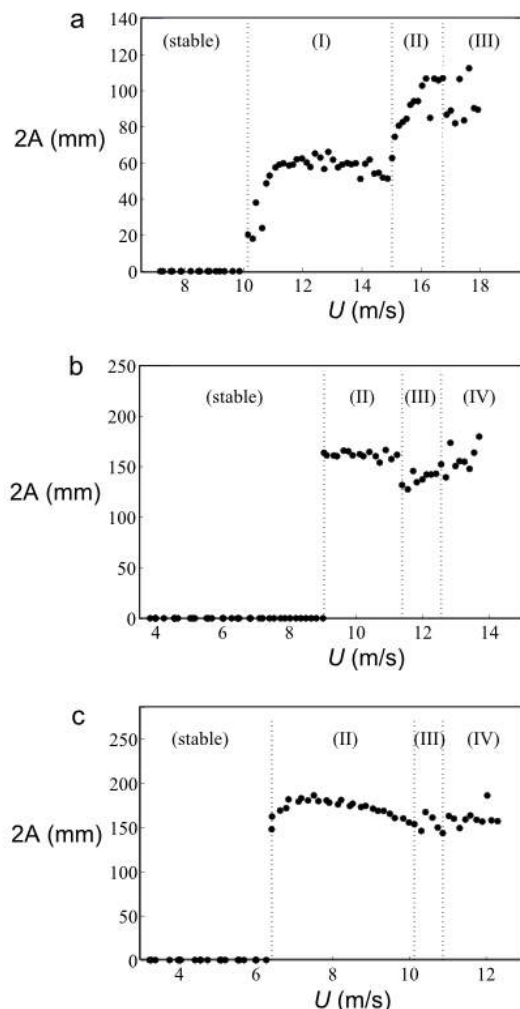 a
140
120
100
80
60
40
20
0
2A (mm)
(stable) (I) (II) (III)
8 10 12 14 16 18
U (m/s)
b
250
200
150
100
50
0
2A (mm)
(stable) (II) (III) (IV)
4 6 8 10 12 14
U (m/s)
c
250
200
150
100
50
0
2A (mm)
(stable) (II) (III) (IV)
4 6 8 10 12
U (m/s)